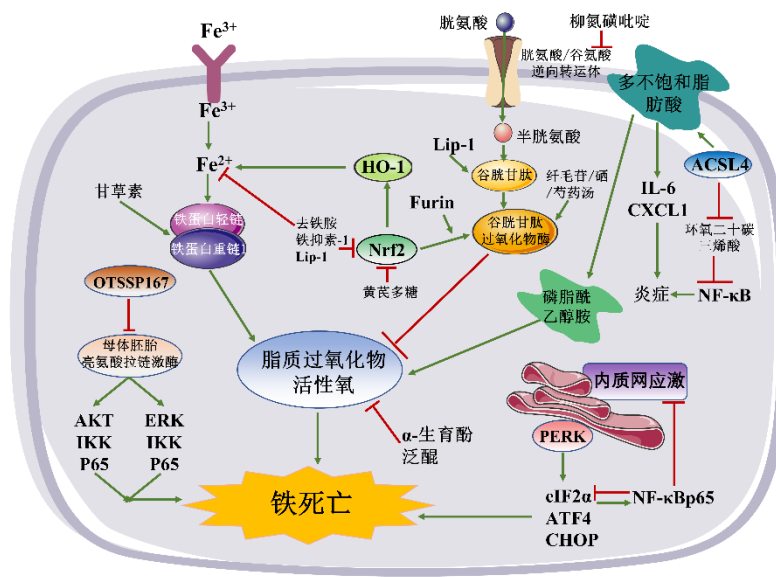 Fe³⁺
Fe³⁺
Fe²⁺
甘草素
铁蛋白轻链
铁蛋白重链1
OTSSP167
母体胚胎
亮氨酸拉链激酶
AKT
IKK
P65
ERK
IKK
P65
胱氨酸
柳氮磺吡啶
胱氨酸/谷氨酸
逆向转运体
半胱氨酸
Lip-1
谷胱甘肽
HO-1
Furin
纤毛苷/硒
/芍药汤
谷胱甘肽
过氧化物酶
去铁胺
铁抑素-1
Lip-1
Nrf2
黄芪多糖
多不饱和脂
肪酸
ACSL4
IL-6
CXCL1
环氧二十碳
三烯酸
炎症
NF-κB
磷脂酰
乙醇胺
脂质过氧化物
活性氧
α-生育酚
泛醌
内质网应激
PERK
cIF2α
ATF4
CHOP
NF-κBp65
铁死亡